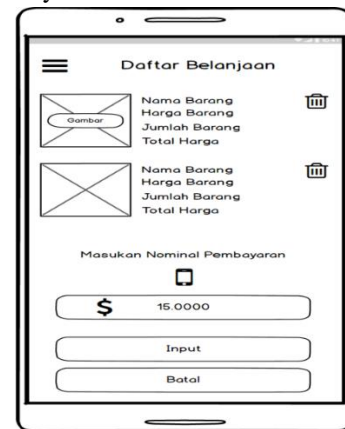 Daftar Belanjaan
Gambar
Nama Barang
Harga Barang
Jumlah Barang
Total Harga
Nama Barang
Harga Barang
Jumlah Barang
Total Harga
Masukan Nominal Pembayaran
$ 15.0000
Input
Batal